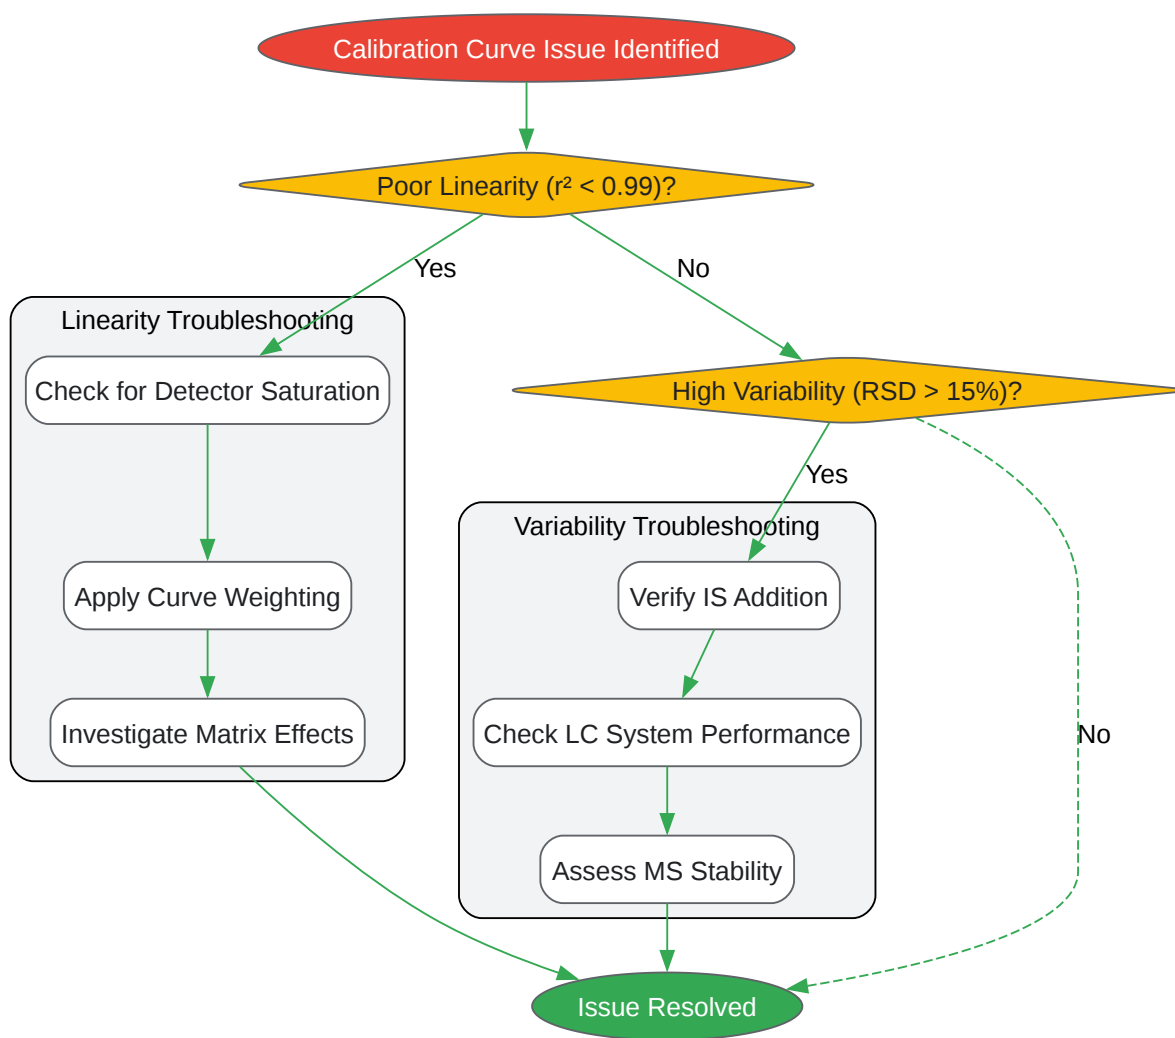 Calibration Curve Issue Identified
Poor Linearity (r² < 0.99)?
Yes
No
Linearity Troubleshooting
Check for Detector Saturation
High Variability (RSD > 15%)?
Yes
Variability Troubleshooting
Apply Curve Weighting
Verify IS Addition
Investigate Matrix Effects
Check LC System Performance
No
Assess MS Stability
Issue Resolved